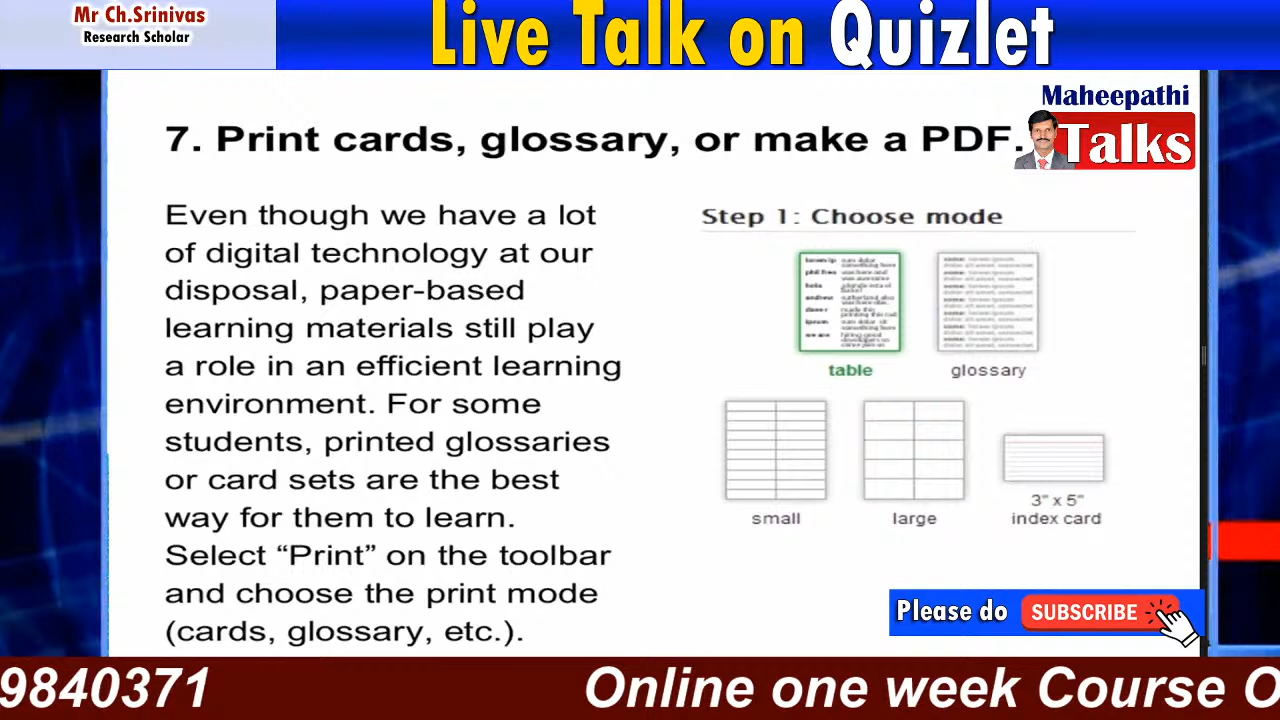 Mr Ch.Srinivas
Research Scholar
Live Talk on Quizlet
Maheepathi
Talks
7. Print cards, glossary, or make a PDF.
Even though we have a lot
of digital technology at our
disposal, paper-based
learning materials still play
a role in an efficient learning
environment. For some
students, printed glossaries
or card sets are the best
way for them to learn.
Select “Print” on the toolbar
and choose the print mode
(cards, glossary, etc.).
Step 1: Choose mode
table
glossary
small
large
3" x 5"
index card
Please do SUBSCRIBE
9840371 Online one week Course O